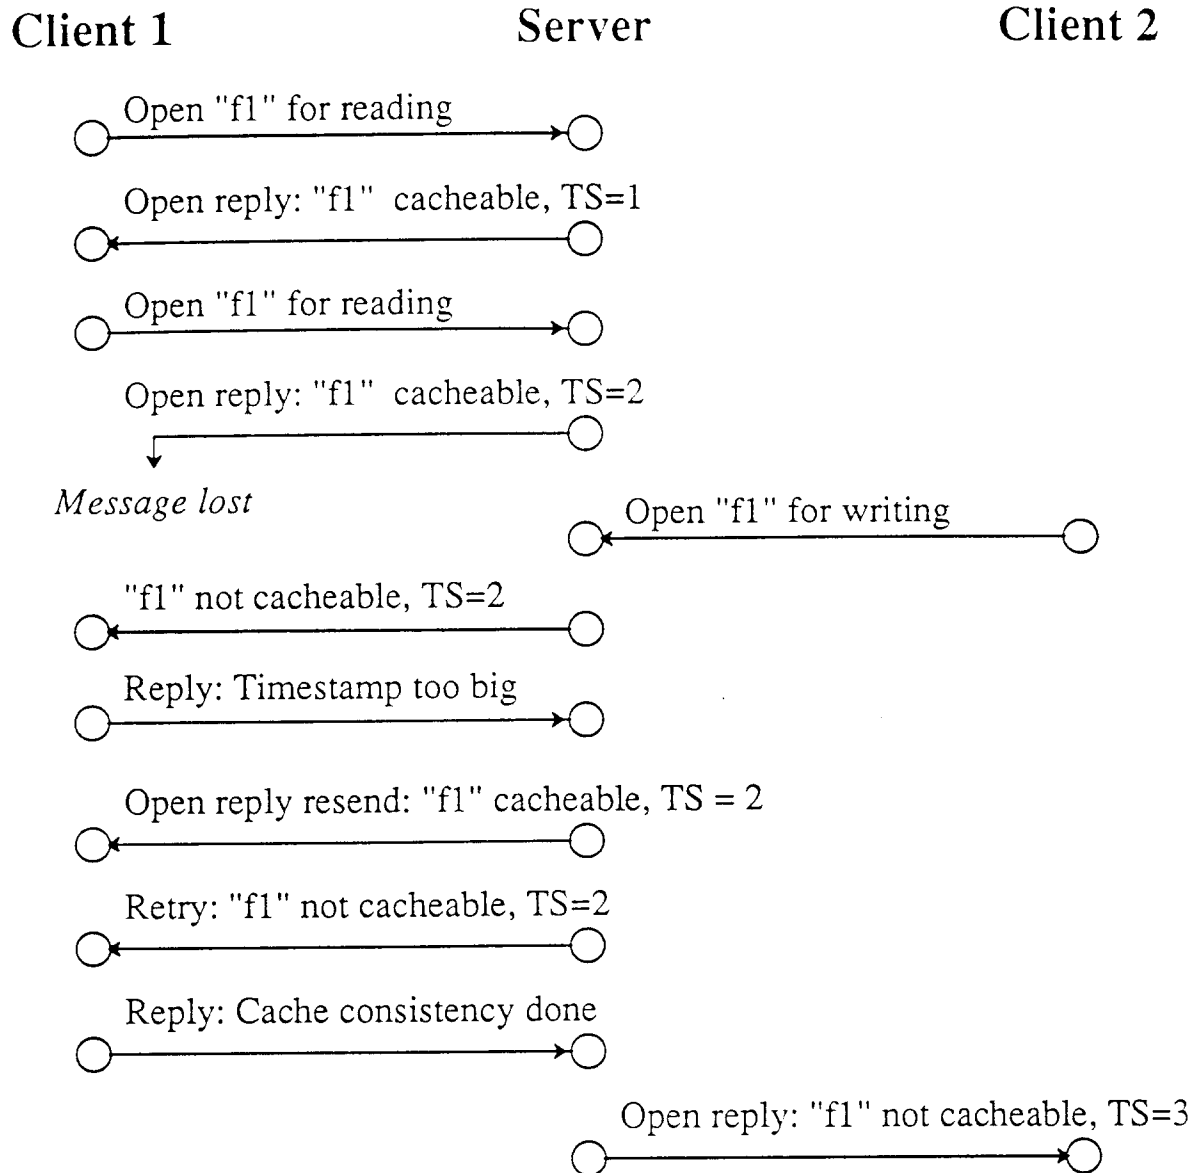 Client 1 Server Client 2
Open "f1" for reading
Open reply: "f1" cacheable, TS=1
Open "f1" for reading
Open reply: "f1" cacheable, TS=2
Message lost
Open "f1" for writing
"f1" not cacheable, TS=2
Reply: Timestamp too big
Open reply resend: "f1" cacheable, TS = 2
Retry: "f1" not cacheable, TS=2
Reply: Cache consistency done
Open reply: "f1" not cacheable, TS=3